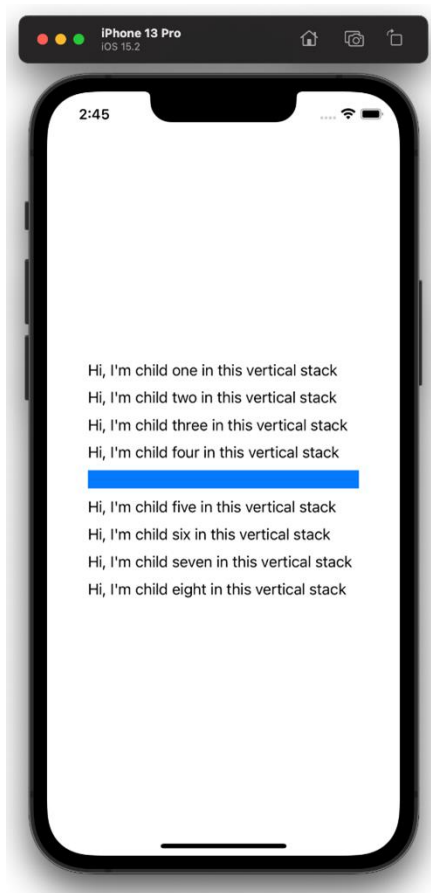 iPhone 13 Pro
iOS 15.2
2:45
Hi, I'm child one in this vertical stack
Hi, I'm child two in this vertical stack
Hi, I'm child three in this vertical stack
Hi, I'm child four in this vertical stack
Hi, I'm child five in this vertical stack
Hi, I'm child six in this vertical stack
Hi, I'm child seven in this vertical stack
Hi, I'm child eight in this vertical stack